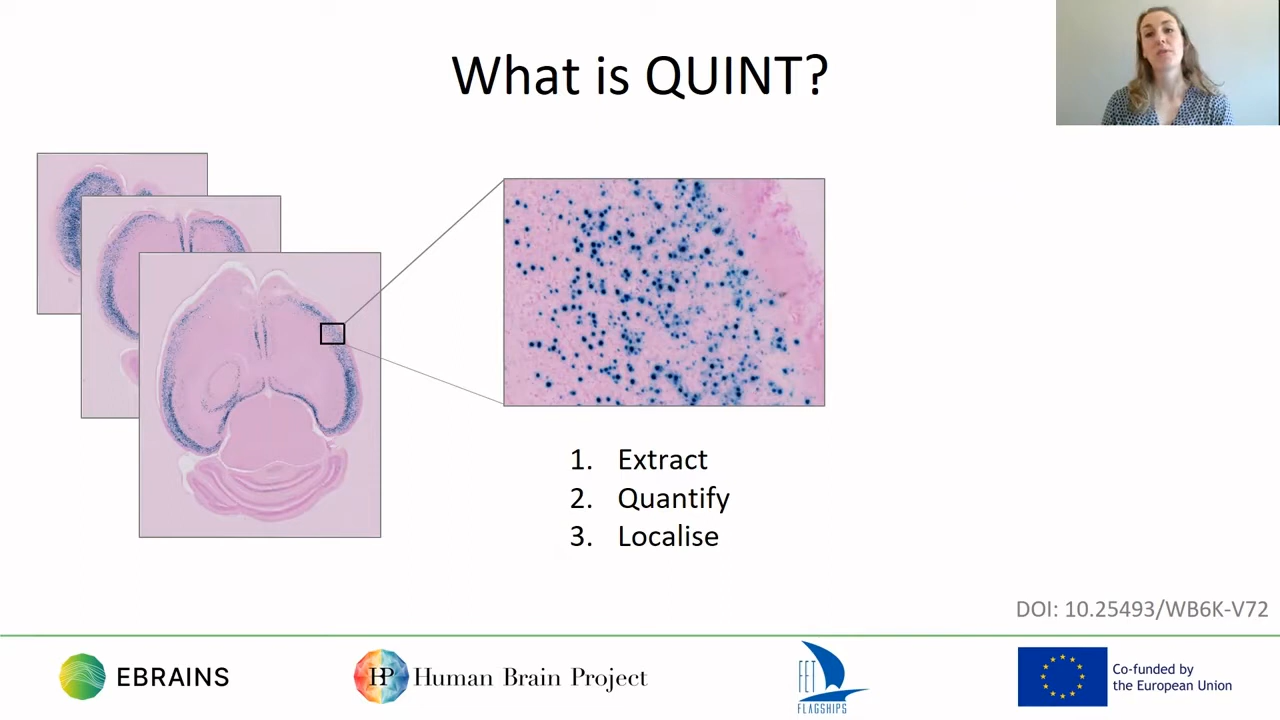 What is QUINT?
1. Extract
2. Quantify
3. Localise
DOI: 10.25493/WB6K-V72
EBRAINS
HP Human Brain Project
FET
FLAGSHIPS
Co-funded by
the European Union